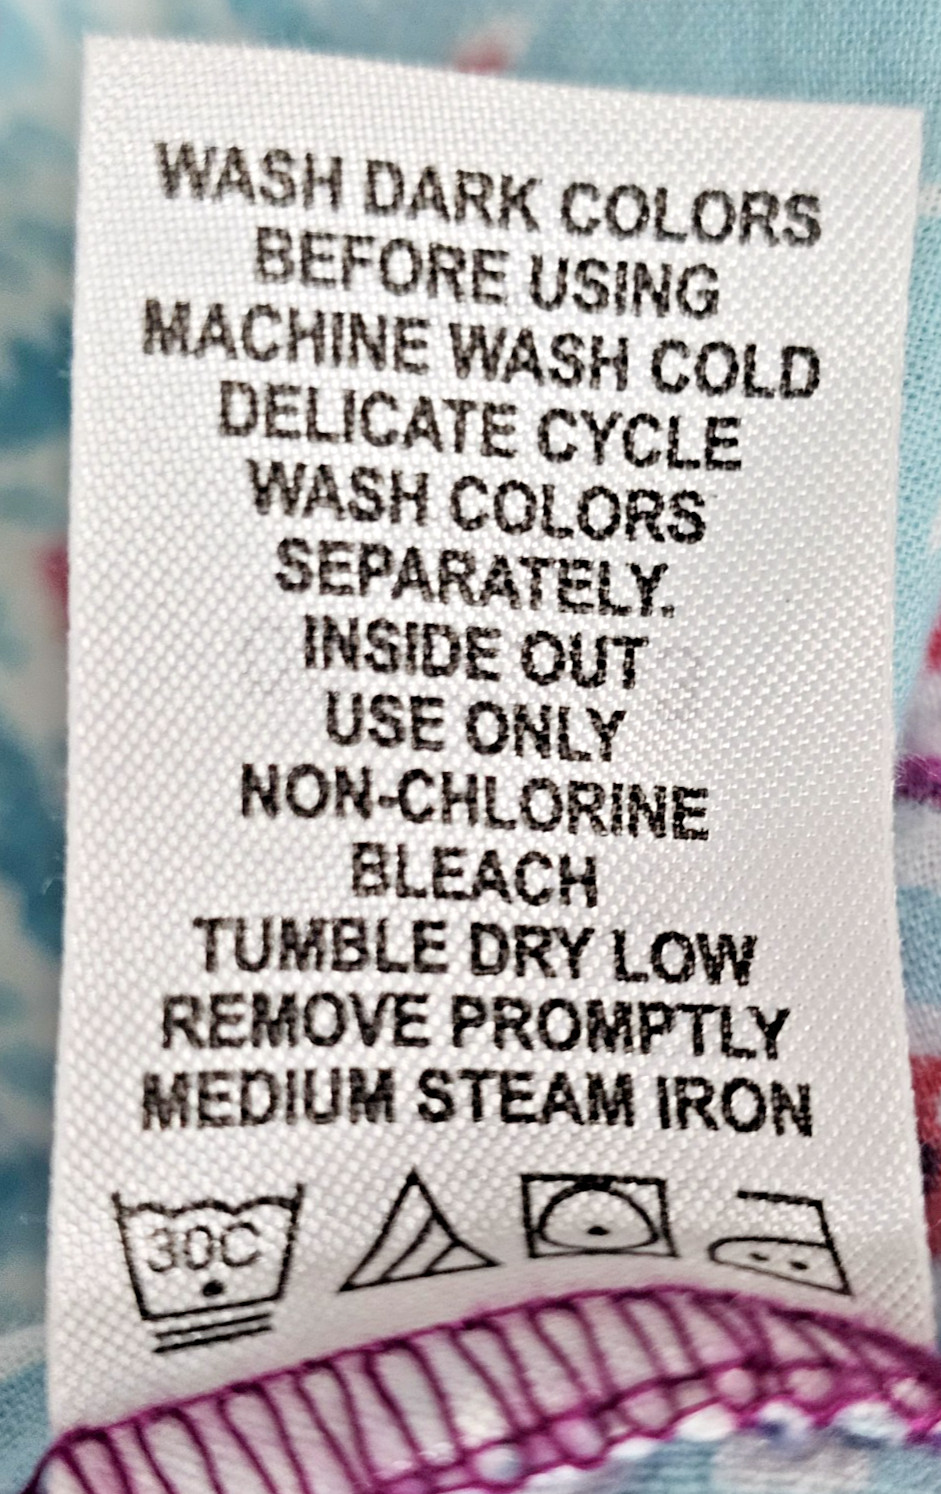 WASH DARK COLORS
BEFORE USING
MACHINE WASH COLD
DELICATE CYCLE
WASH COLORS
SEPARATELY.
INSIDE OUT
USE ONLY
NON-CHLORINE
BLEACH
TUMBLE DRY LOW
REMOVE PROMPTLY
MEDIUM STEAM IRON
30C